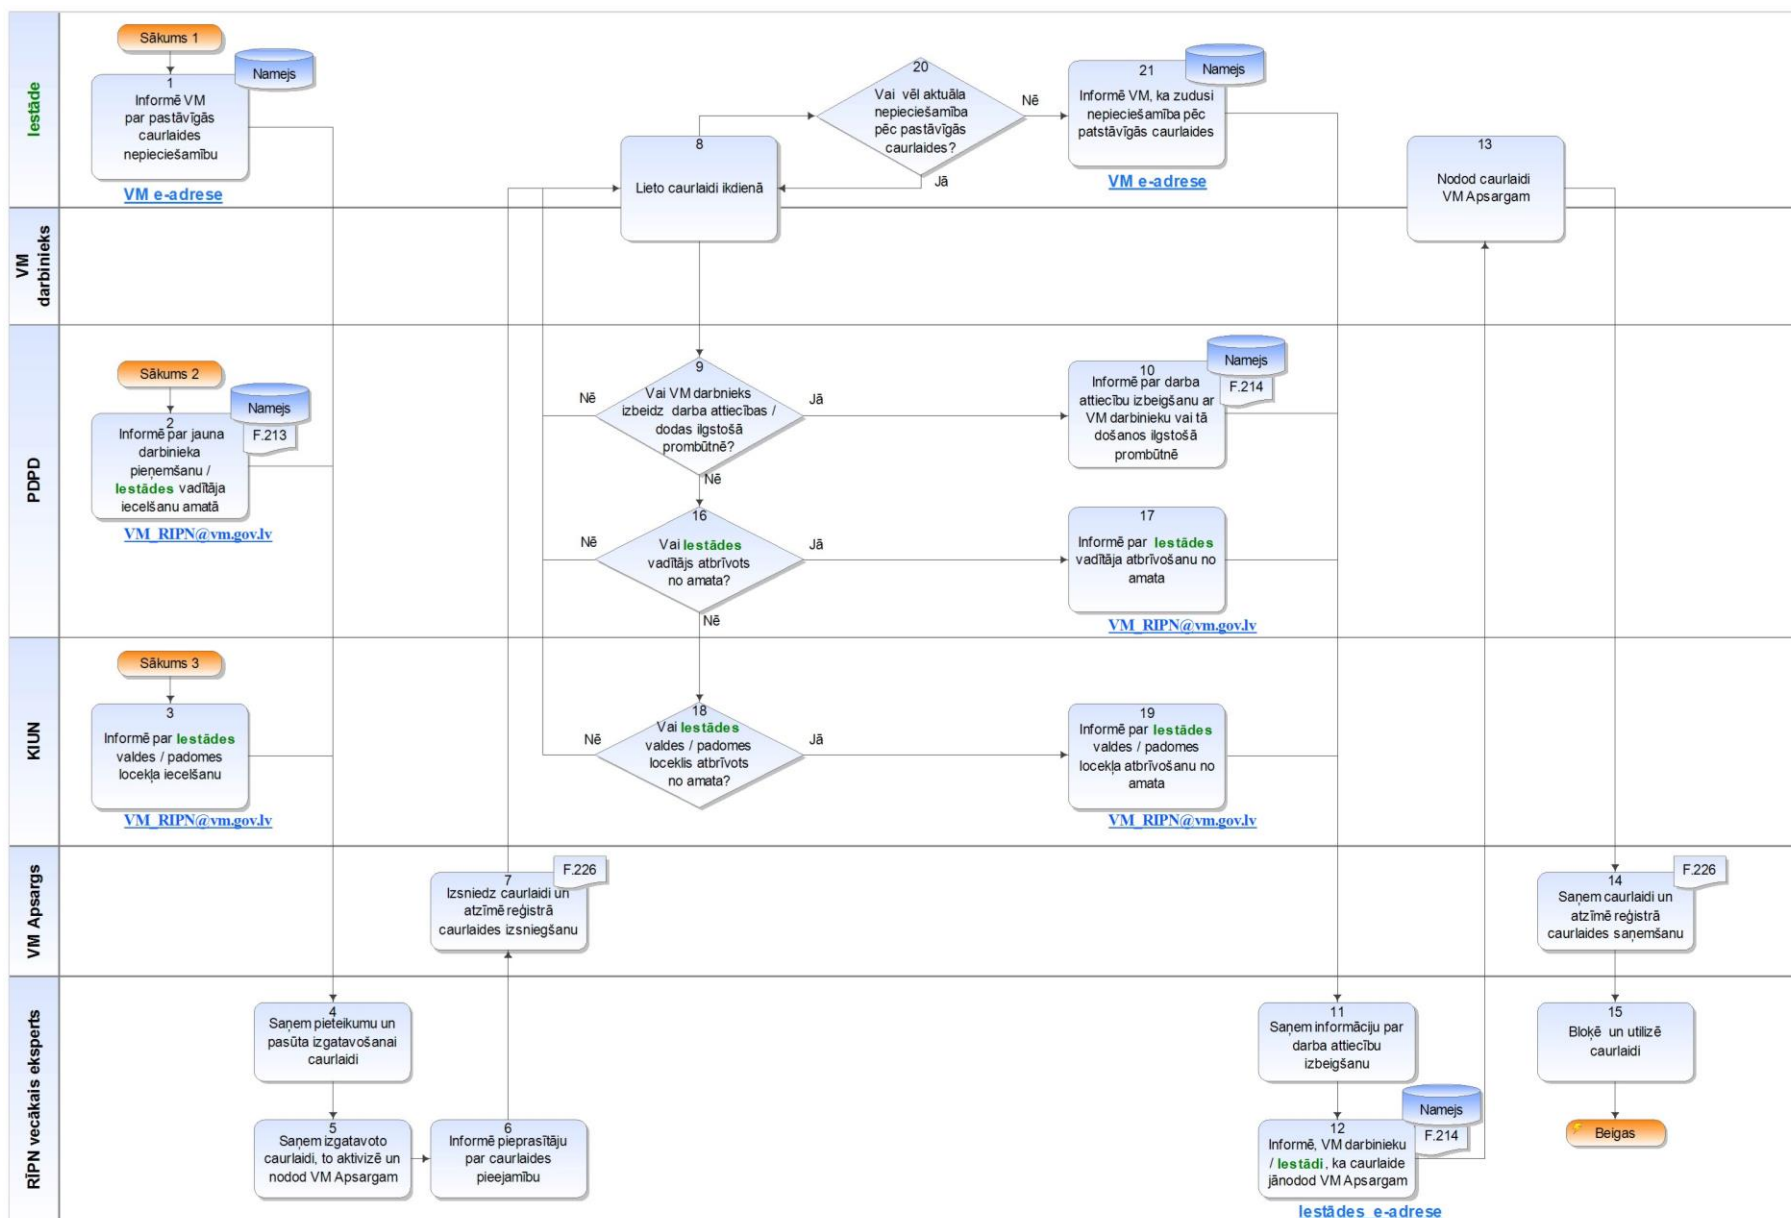 Iestāde
Sākums 1
Namejs
1
Informē VM
par pastāvīgās
caurlaides
nepieciešamību
VM e-adrese
8
Lieto caurlaidi ikdienā
20
Vai vēl aktuāla
nepieciešamība
pēc pastāvīgās
caurlaides?
Nē
Jā
Namejs
21
Informē VM, ka zudusi
nepieciešamība pēc
patstāvīgās caurlaides
VM e-adrese
13
Nodod caurlaidi
VM Apsargam
VM
darbinieks
PDPD
Sākums 2
Namejs
F.213
2
Informē par jauna
darbinieka
pieņemšanu /
Iestādes vadītāja
iecelšanu amatā
VM_RIPN@vm.gov.lv
9
Vai VM darbnieks
izbeidz darba attiecības /
dodas ilgstošā
prombūtnē?
Nē
Jā
Nē
Namejs
F.214
10
Informē par darba
attiecību izbeigšanu ar
VM darbinieku vai tā
došanos ilgstošā
prombūtnē
16
Vai Iestādes
vadītājs atbrīvots
no amata?
Nē
Jā
Nē
17
Informē par Iestādes
vadītāja atbrīvošanu no
amata
VM_RIPN@vm.gov.lv
KIUN
Sākums 3
3
Informē par Iestādes
valdes / padomes
locekļa iecelšanu
VM_RIPN@vm.gov.lv
18
Vai Iestādes
valdes / padomes
loceklis atbrīvots
no amata?
Nē
Jā
19
Informē par Iestādes
valdes / padomes
locekļa atbrīvošanu no
amata
VM_RIPN@vm.gov.lv
VM Apsargs
F.226
7
Izsniedz caurlaidi un
atzīmē reģistrā
caurlaides izsniegšanu
F.226
14
Saņem caurlaidi un
atzīmē reģistrā
caurlaides saņemšanu
RĪPN vecākais eksperts
4
Saņem pieteikumu un
pasūta izgatavošanai
caurlaidi
5
Saņem izgatavoto
caurlaidi, to aktivizē un
nodod VM Apsargam
6
Informē pieprasītāju
par caurlaides
pieejamību
11
Saņem informāciju par
darba attiecību
izbeigšanu
Namejs
F.214
12
Informē, VM darbinieku
/ Iestādi, ka caurlaide
jānodod VM Apsargam
Iestādes e-adrese
15
Bloķē un utilizē
caurlaidi
Beigas